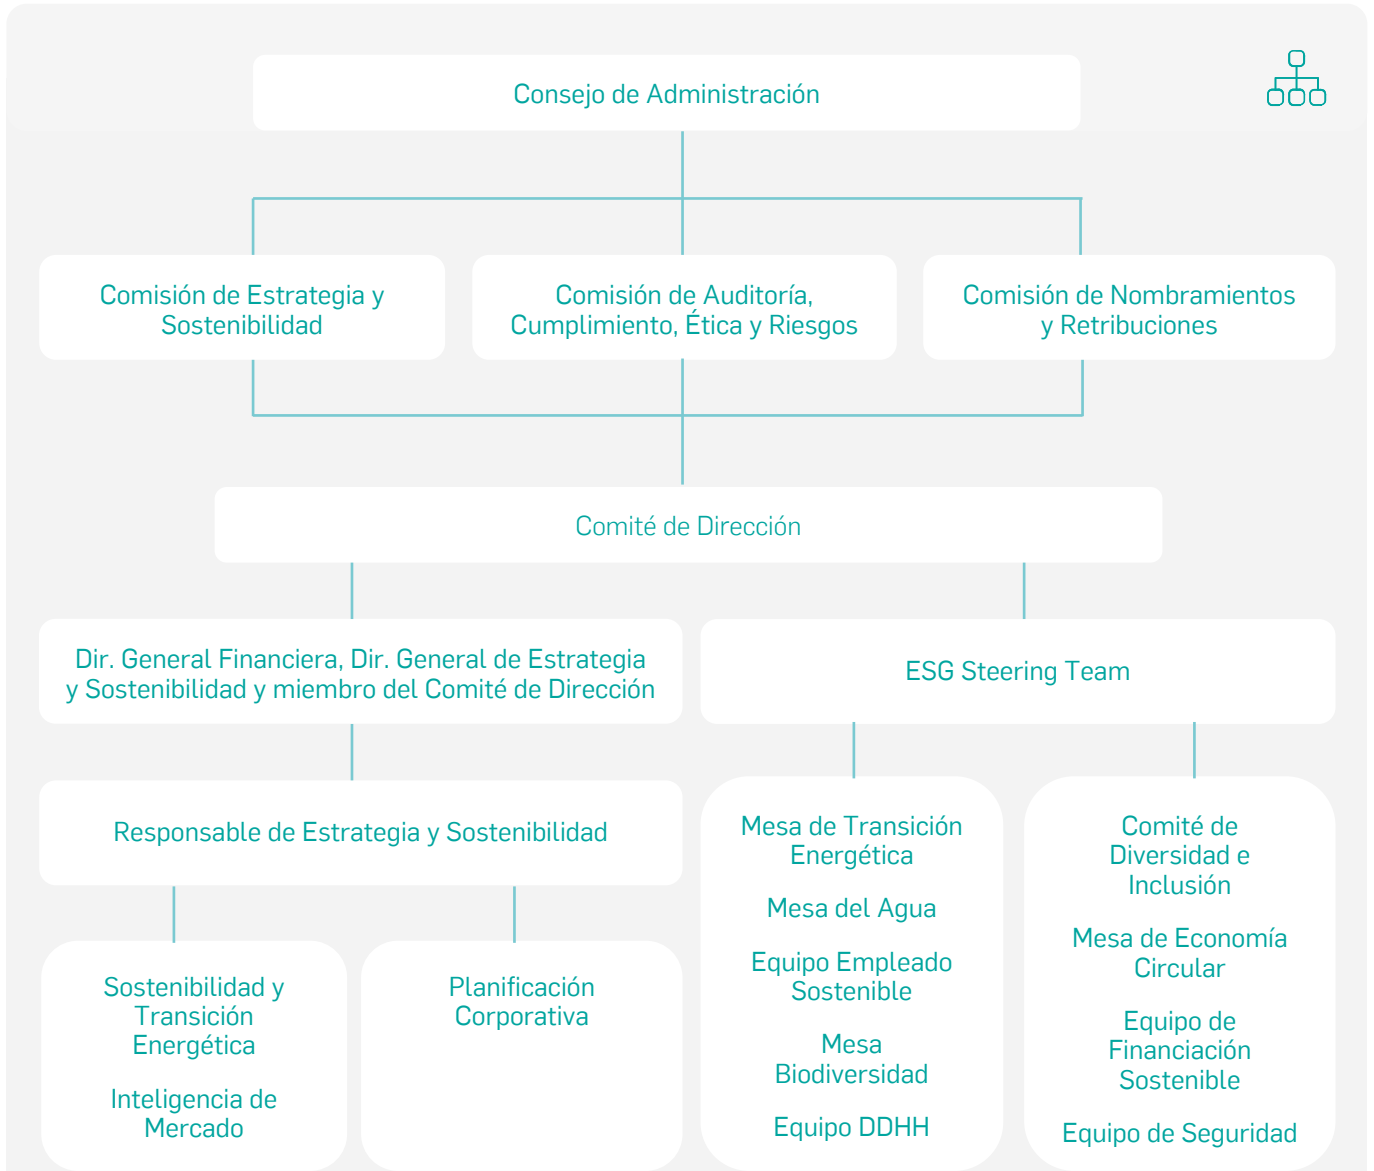 Consejo de Administración
Comisión de Estrategia y
Sostenibilidad
Comisión de Auditoría,
Cumplimiento, Ética y Riesgos
Comisión de Nombramientos
y Retribuciones
Comité de Dirección
Dir. General Financiera, Dir. General de Estrategia
y Sostenibilidad y miembro del Comité de Dirección
ESG Steering Team
Responsable de Estrategia y Sostenibilidad
Sostenibilidad y
Transición
Energética
Inteligencia de
Mercado
Planificación
Corporativa
Mesa de Transición
Energética
Mesa del Agua
Equipo Empleado
Sostenible
Mesa
Biodiversidad
Equipo DDHH
Comité de
Diversidad e
Inclusión
Mesa de Economía
Circular
Equipo de
Financiación
Sostenible
Equipo de Seguridad